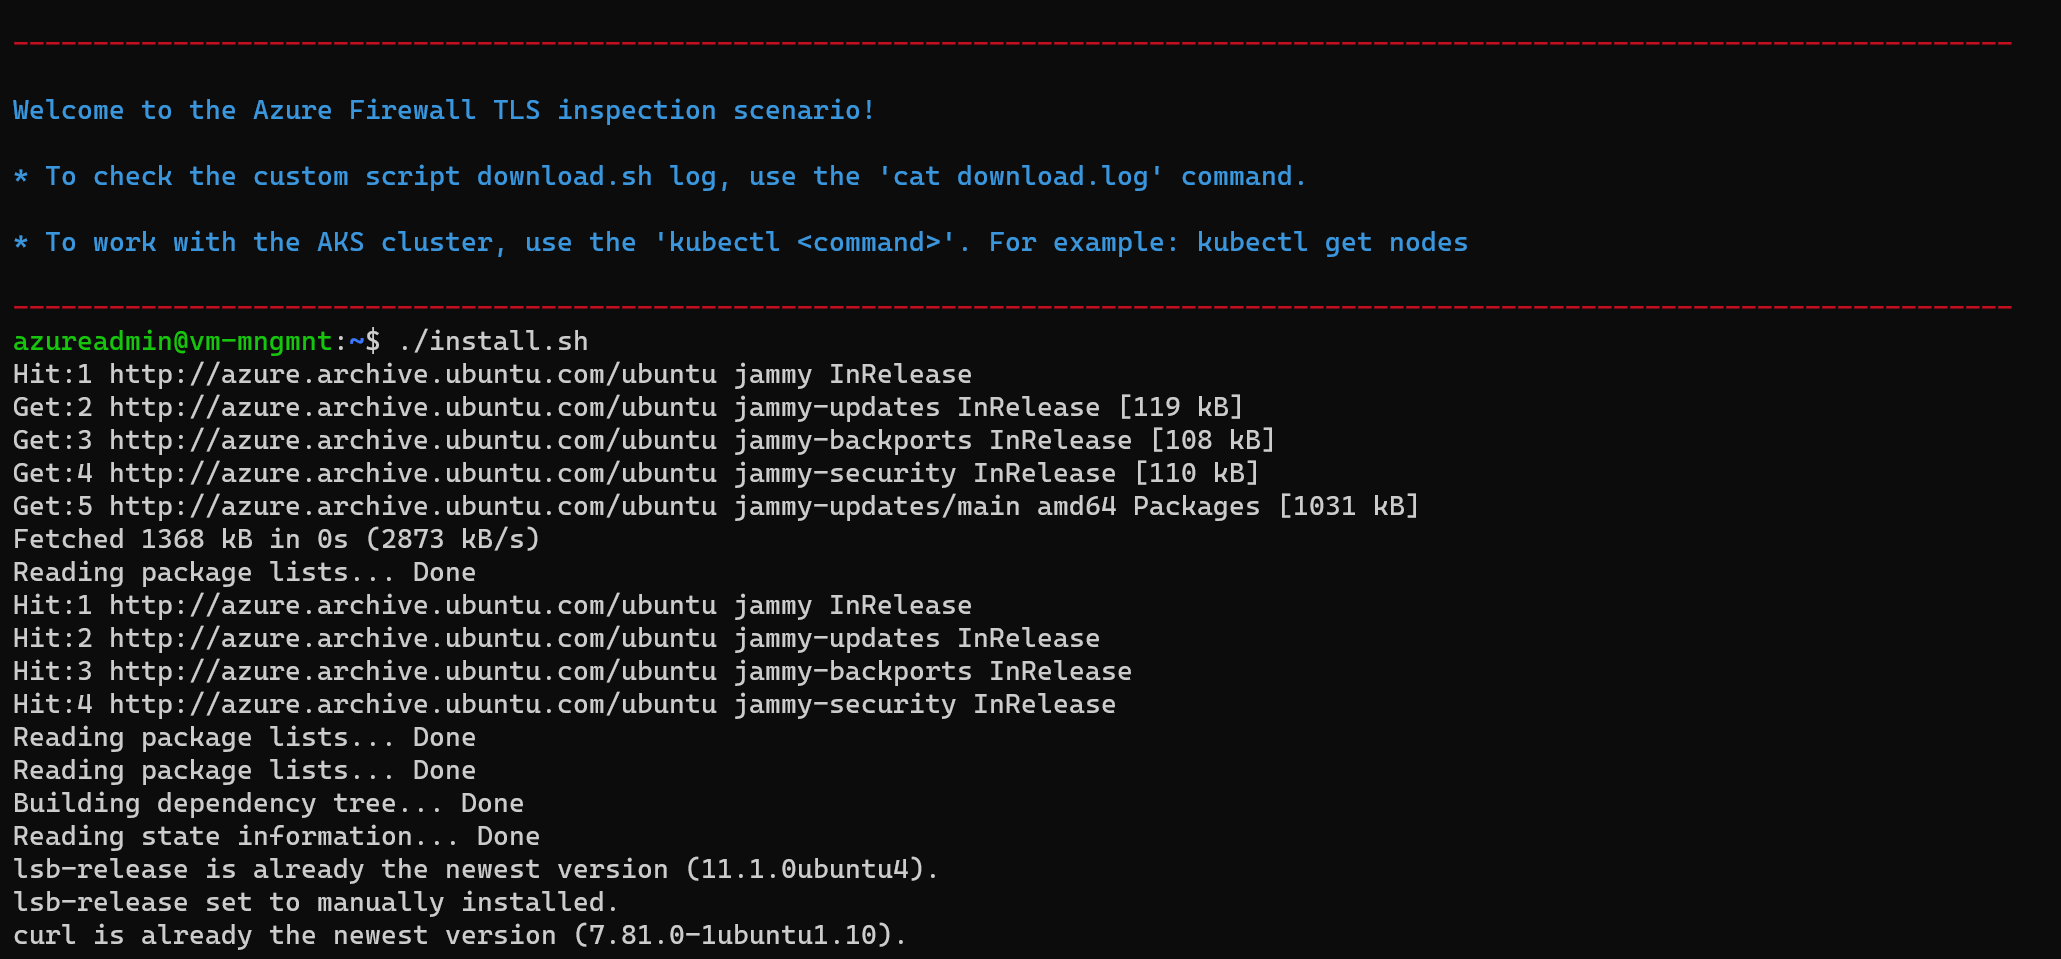 Welcome to the Azure Firewall TLS inspection scenario!
* To check the custom script download.sh log, use the 'cat download.log' command.
* To work with the AKS cluster, use the 'kubectl <command>'. For example: kubectl get nodes
azureadmin@vm-mngmnt:~$ ./install.sh
Hit:1 http://azure.archive.ubuntu.com/ubuntu jammy InRelease
Get:2 http://azure.archive.ubuntu.com/ubuntu jammy-updates InRelease [119 kB]
Get:3 http://azure.archive.ubuntu.com/ubuntu jammy-backports InRelease [108 kB]
Get:4 http://azure.archive.ubuntu.com/ubuntu jammy-security InRelease [110 kB]
Get:5 http://azure.archive.ubuntu.com/ubuntu jammy-updates/main amd64 Packages [1031 kB]
Fetched 1368 kB in 0s (2873 kB/s)
Reading package lists... Done
Hit:1 http://azure.archive.ubuntu.com/ubuntu jammy InRelease
Hit:2 http://azure.archive.ubuntu.com/ubuntu jammy-updates InRelease
Hit:3 http://azure.archive.ubuntu.com/ubuntu jammy-backports InRelease
Hit:4 http://azure.archive.ubuntu.com/ubuntu jammy-security InRelease
Reading package lists... Done
Reading package lists... Done
Building dependency tree... Done
Reading state information... Done
lsb-release is already the newest version (11.1.0ubuntu4).
lsb-release set to manually installed.
curl is already the newest version (7.81.0-1ubuntu1.10).